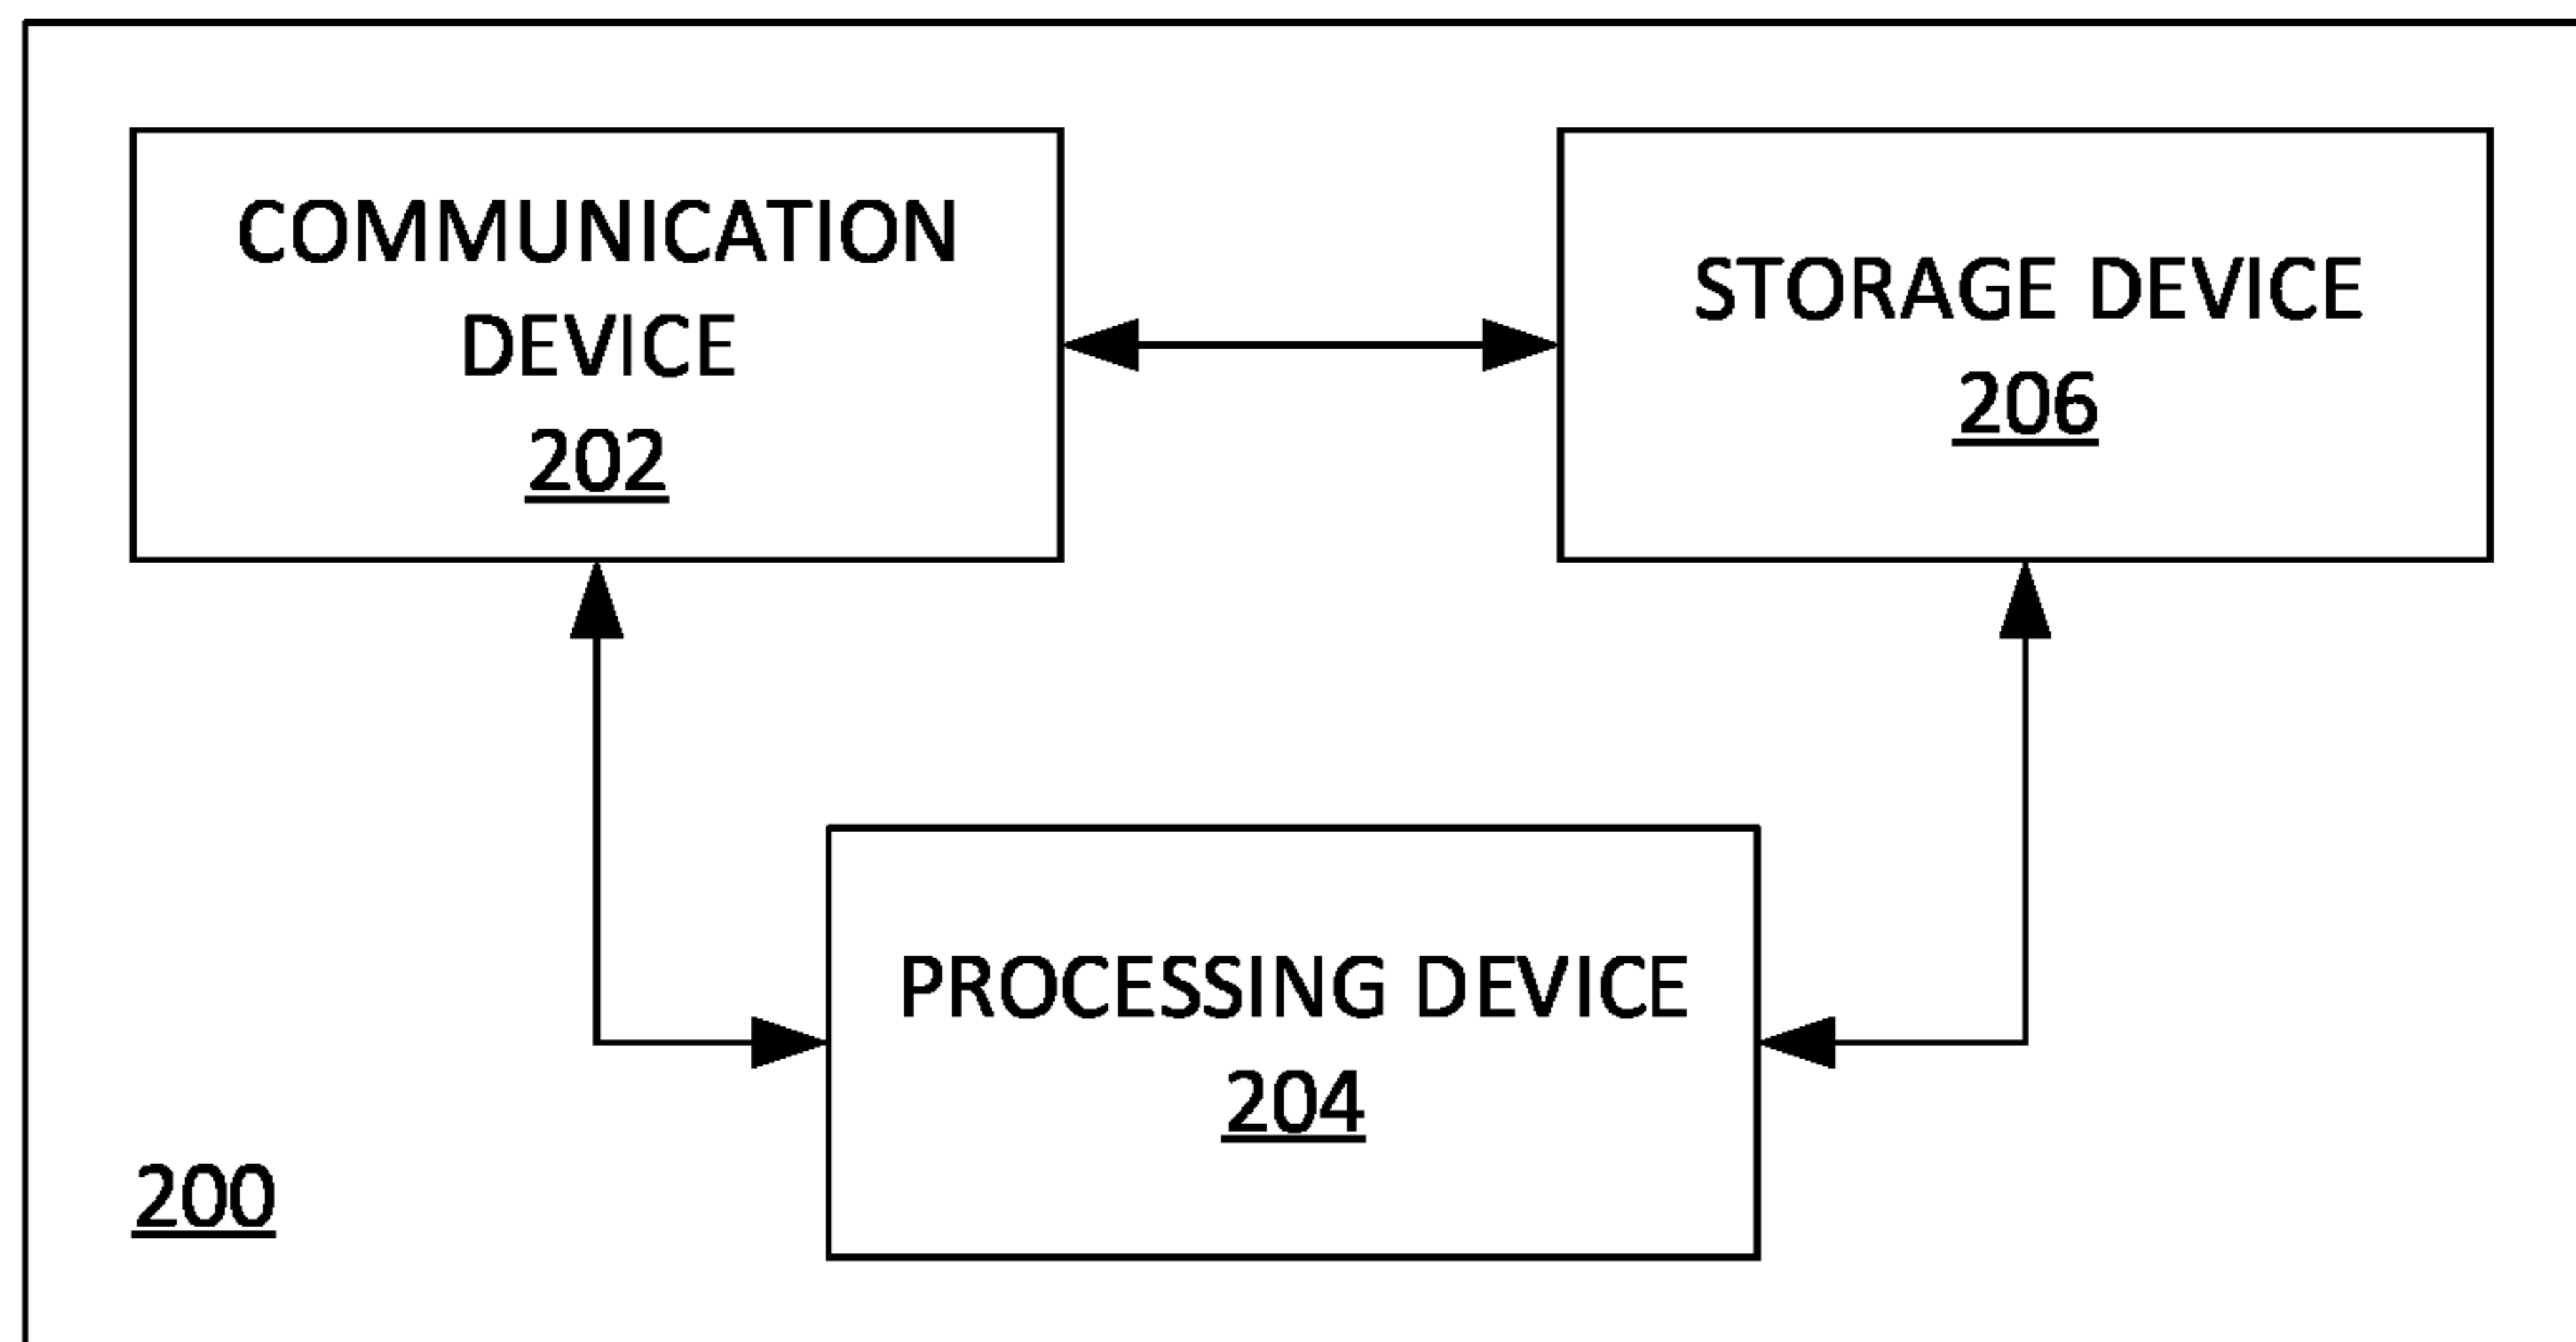 COMMUNICATION
DEVICE
202
STORAGE DEVICE
206
PROCESSING DEVICE
204
200